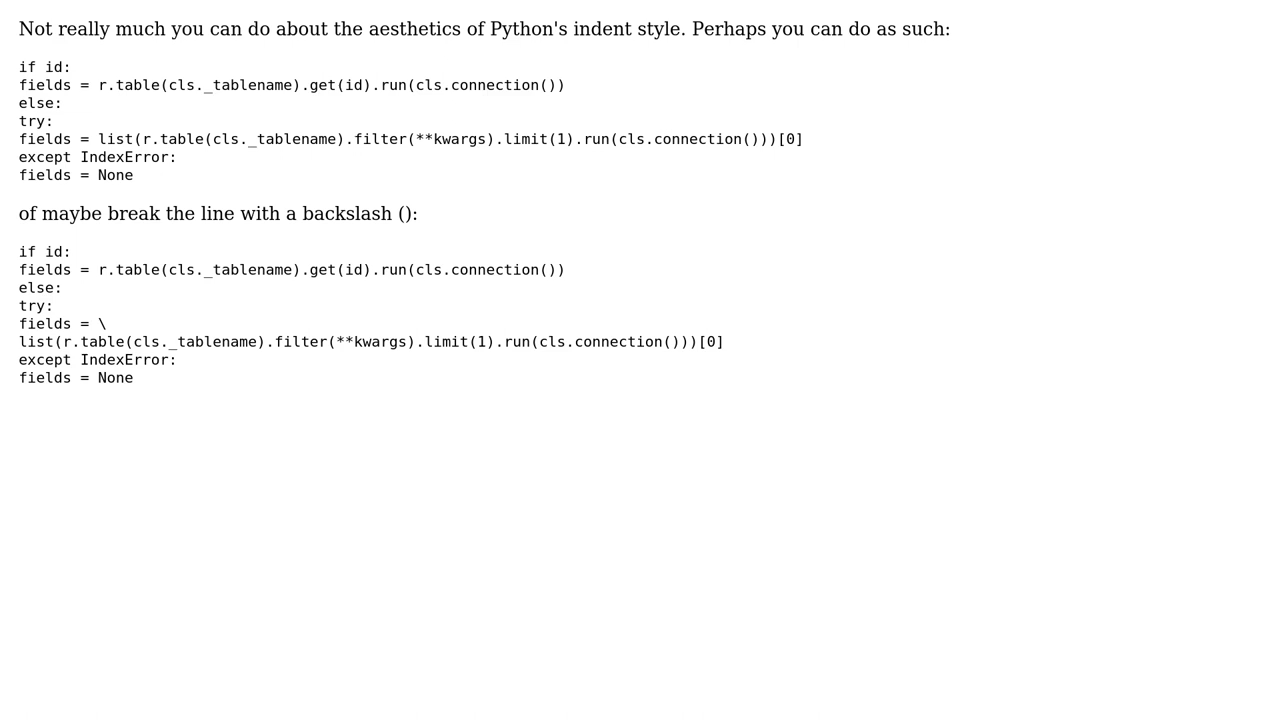 Not really much you can do about the aesthetics of Python's indent style. Perhaps you can do as such:
if id:
fields = r.table(cls._tablename).get(id).run(cls.connection())
else:
try:
fields = list(r.table(cls._tablename).filter(**kwargs).limit(1).run(cls.connection()))[0]
except IndexError:
fields = None
of maybe break the line with a backslash ():
if id:
fields = r.table(cls._tablename).get(id).run(cls.connection())
else:
try:
fields = \
list(r.table(cls._tablename).filter(**kwargs).limit(1).run(cls.connection()))[0]
except IndexError:
fields = None